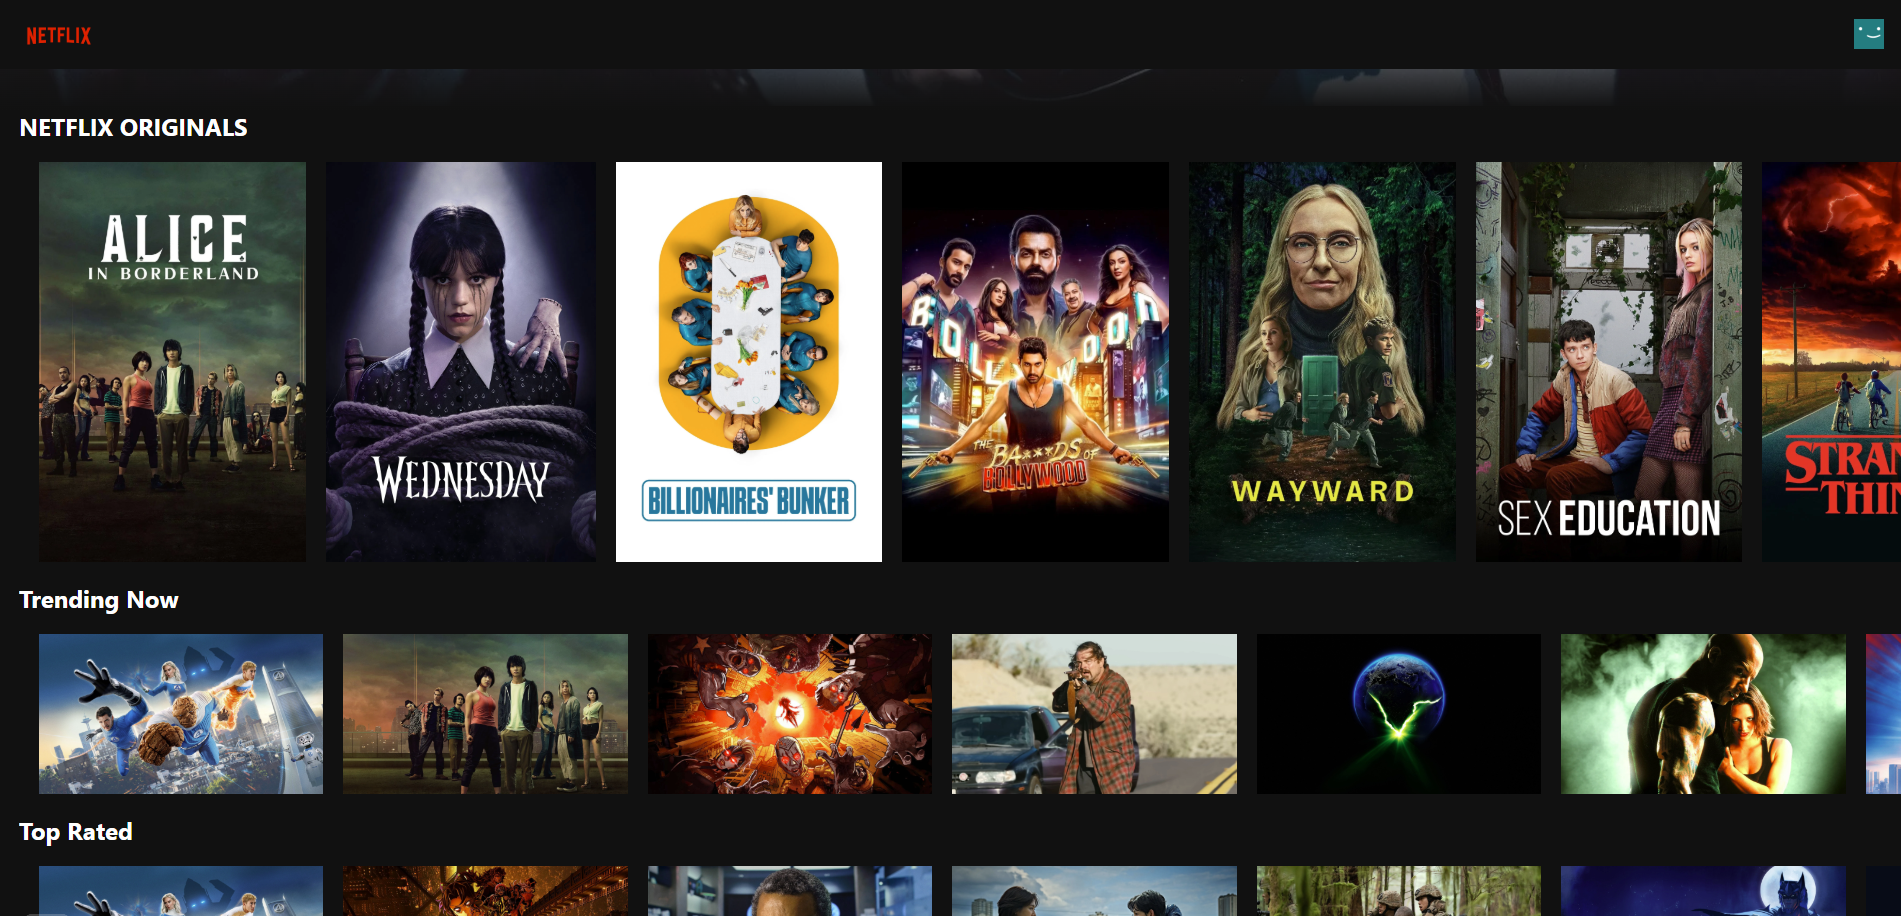 NETFLIX
NETFLIX ORIGINALS
ALICE
IN BORDERLAND
WEDNESDAY
BILLIONAIRES' BUNKER
BOLLYWOOD
THE
BA***DS OF
BOLLYWOOD
WAYWARD
SEX EDUCATION
STRAN
THIN
Trending Now
Top Rated